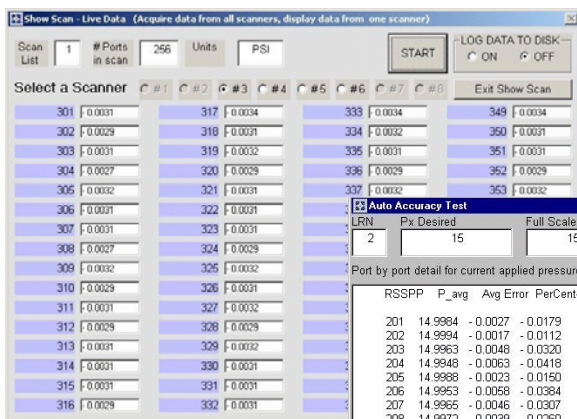 Show Scan - Live Data (Acquire data from all scanners, display data from one scanner)
Scan List 1 # Ports in scan 256 Units PSI START LOG DATA TO DISK ON OFF
Select a Scanner #1 #2 #3 #4 #5 #6 #7 #8 Exit Show Scan
301 -0.0031 317 -0.0034 333 -0.0034 349 -0.0034
302 -0.0029 318 -0.0031 334 -0.0032 350 -0.0031
303 -0.0031 319 -0.0032 335 -0.0031 351 -0.0031
304 -0.0027 320 -0.0029 336 -0.0029 352 -0.0029
305 -0.0032 321 -0.0031 337 -0.0032 353 -0.0032
306 -0.0031 322 -0.0031
307 -0.0031 323 -0.0031
308 -0.0027 324 -0.0029
309 -0.0032 325 -0.0032
310 -0.0029 326 -0.0031
311 -0.0031 327 -0.0032
312 -0.0029 328 -0.0029
313 -0.0029 329 -0.0032
314 -0.0031 330 -0.0031
315 -0.0031 331 -0.0031
316 -0.0029 332 -0.0031
Auto Accuracy Test
LRN Px Desired Full Scale
2 15 15
Port by port detail for current applied pressure
RSSPP P_avg Avg Error PerCent
201 14.9984 - 0.0027 - 0.0179
202 14.9994 - 0.0017 - 0.0112
203 14.9963 - 0.0048 - 0.0320
204 14.9948 - 0.0063 - 0.0418
205 14.9988 - 0.0023 - 0.0150
206 14.9953 - 0.0058 - 0.0384
207 14.9965 - 0.0046 - 0.0307
208 14.9972 - 0.0039 - 0.0260